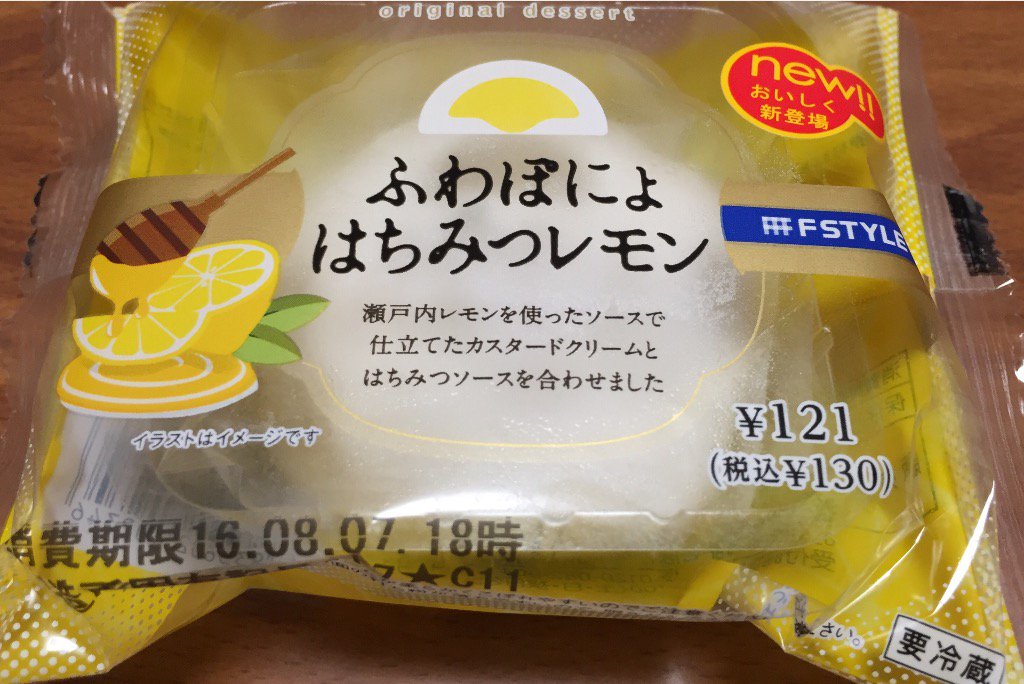 original dessert
new!!
おいしく
新登場
ふわぽにょ
はちみつレモン
FSTYLE
瀬戸内レモンを使ったソースで
仕立てたカスタードクリームと
はちみつソースを合わせました
¥121
(税込¥130)
イラストはイメージです
消費期限16.08.07.18時
★C11
さい。
要冷蔵